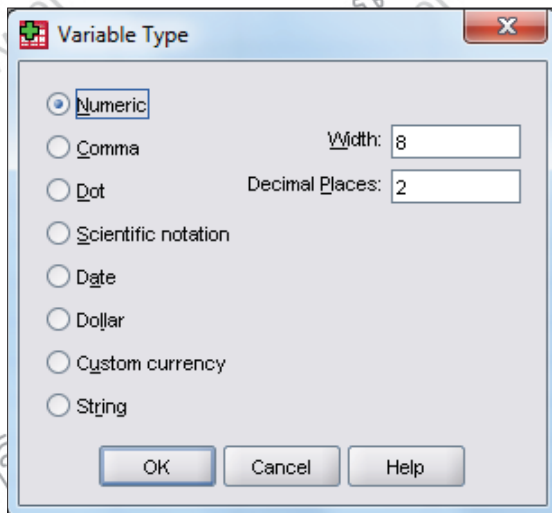 Variable Type
Numeric
Comma
Width: 8
Dot
Decimal Places: 2
Scientific notation
Date
Dollar
Custom currency
String
OK Cancel Help